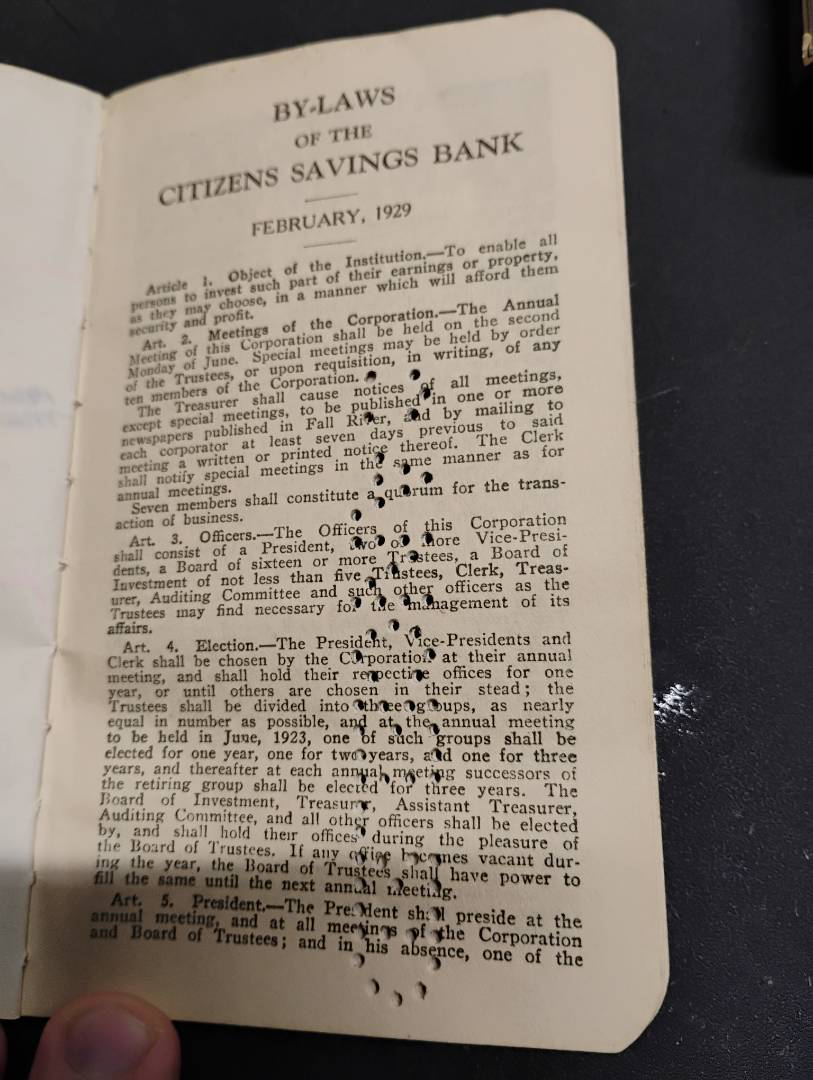 BY-LAWS
OF THE
CITIZENS SAVINGS BANK
FEBRUARY, 1929
Article 1. Object of the Institution.—To enable all
persons to invest such part of their earnings or property,
as they may choose, in a manner which will afford them
security and profit.
Art. 2. Meetings of the Corporation.—The Annual
Meeting of this Corporation shall be held on the second
Monday of June. Special meetings may be held by order
of the Trustees, or upon requisition, in writing, of any
ten members of the Corporation.
The Treasurer shall cause notices of all meetings,
except special meetings, to be published in one or more
newspapers published in Fall River, and by mailing to
each corporator at least seven days previous to said
meeting a written or printed notice thereof. The Clerk
shall notify special meetings in the same manner as for
annual meetings.
Seven members shall constitute a quorum for the trans-
action of business.
Art. 3. Officers.—The Officers of this Corporation
shall consist of a President, two or more Vice-Presi-
dents, a Board of sixteen or more Trustees, a Board of
Investment of not less than five Trustees, Clerk, Treas-
urer, Auditing Committee and such other officers as the
Trustees may find necessary for the management of its
affairs.
Art. 4. Election.—The President, Vice-Presidents and
Clerk shall be chosen by the Corporation at their annual
meeting, and shall hold their respective offices for one
year, or until others are chosen in their stead; the
Trustees shall be divided into three groups, as nearly
equal in number as possible, and at the annual meeting
to be held in June, 1923, one of such groups shall be
elected for one year, one for two years, and one for three
years, and thereafter at each annual meeting successors of
the retiring group shall be elected for three years. The
Board of Investment, Treasurer, Assistant Treasurer,
Auditing Committee, and all other officers shall be elected
by, and shall hold their offices during the pleasure of
the Board of Trustees. If any office becomes vacant dur-
ing the year, the Board of Trustees shall have power to
fill the same until the next annual meeting.
Art. 5. President.—The President shall preside at the
annual meeting, and at all meetings of the Corporation
and Board of Trustees; and in his absence, one of the